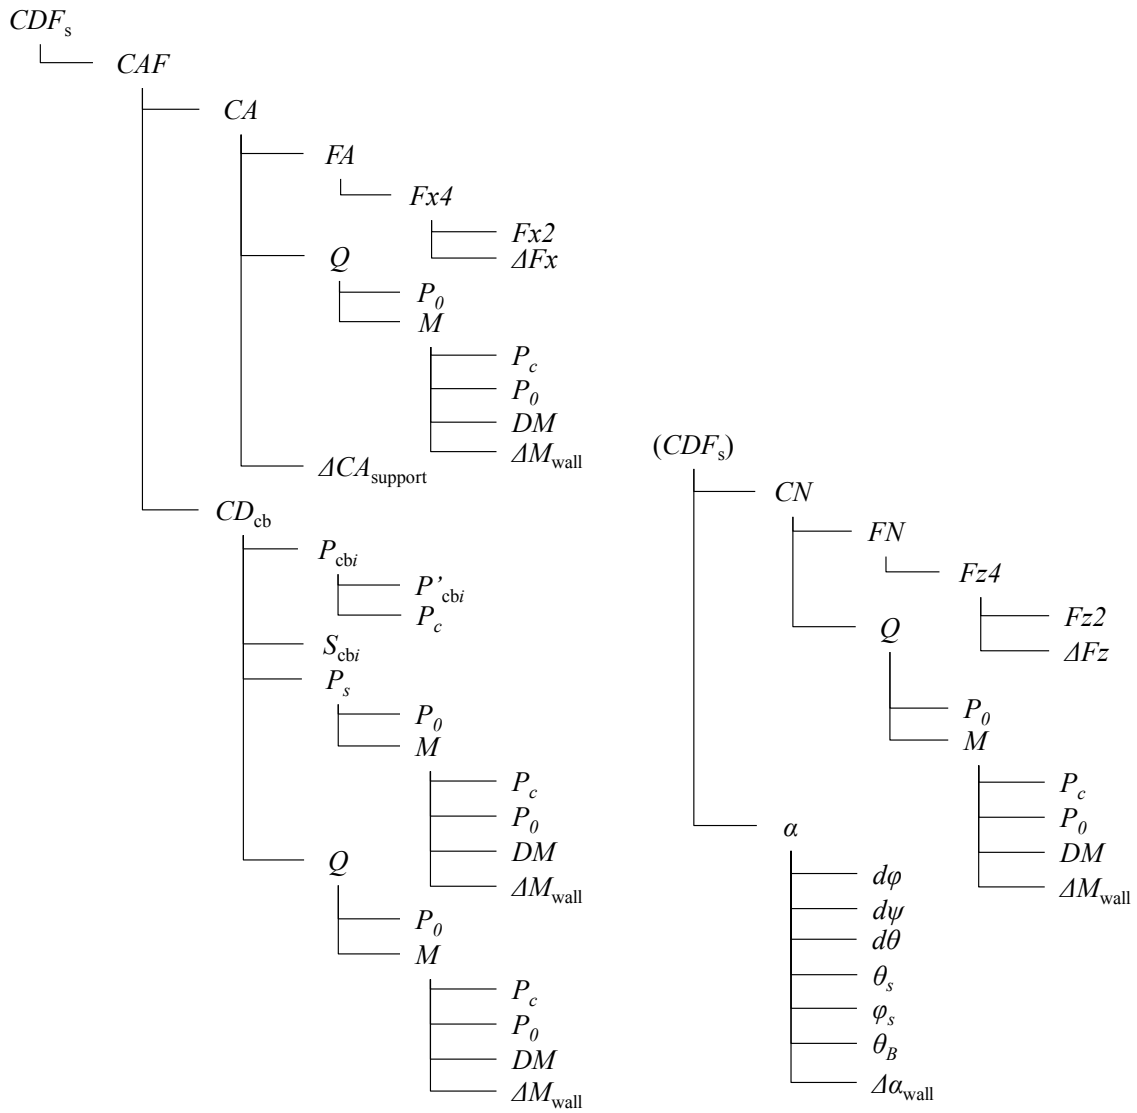 CDFs
CAF
CA
FA
Fx4
Fx2
ΔFx
Q
P0
M
Pc
P0
DM
ΔMwall
ΔCAsupport
CDcb
Pcbi
P’cbi
Pc
Scbi
Ps
P0
M
Pc
P0
DM
ΔMwall
Q
P0
M
Pc
P0
DM
ΔMwall
(CDFs)
CN
FN
Fz4
Fz2
ΔFz
Q
P0
M
Pc
P0
DM
ΔMwall
α
dφ
dψ
dθ
θs
φs
θB
Δαwall